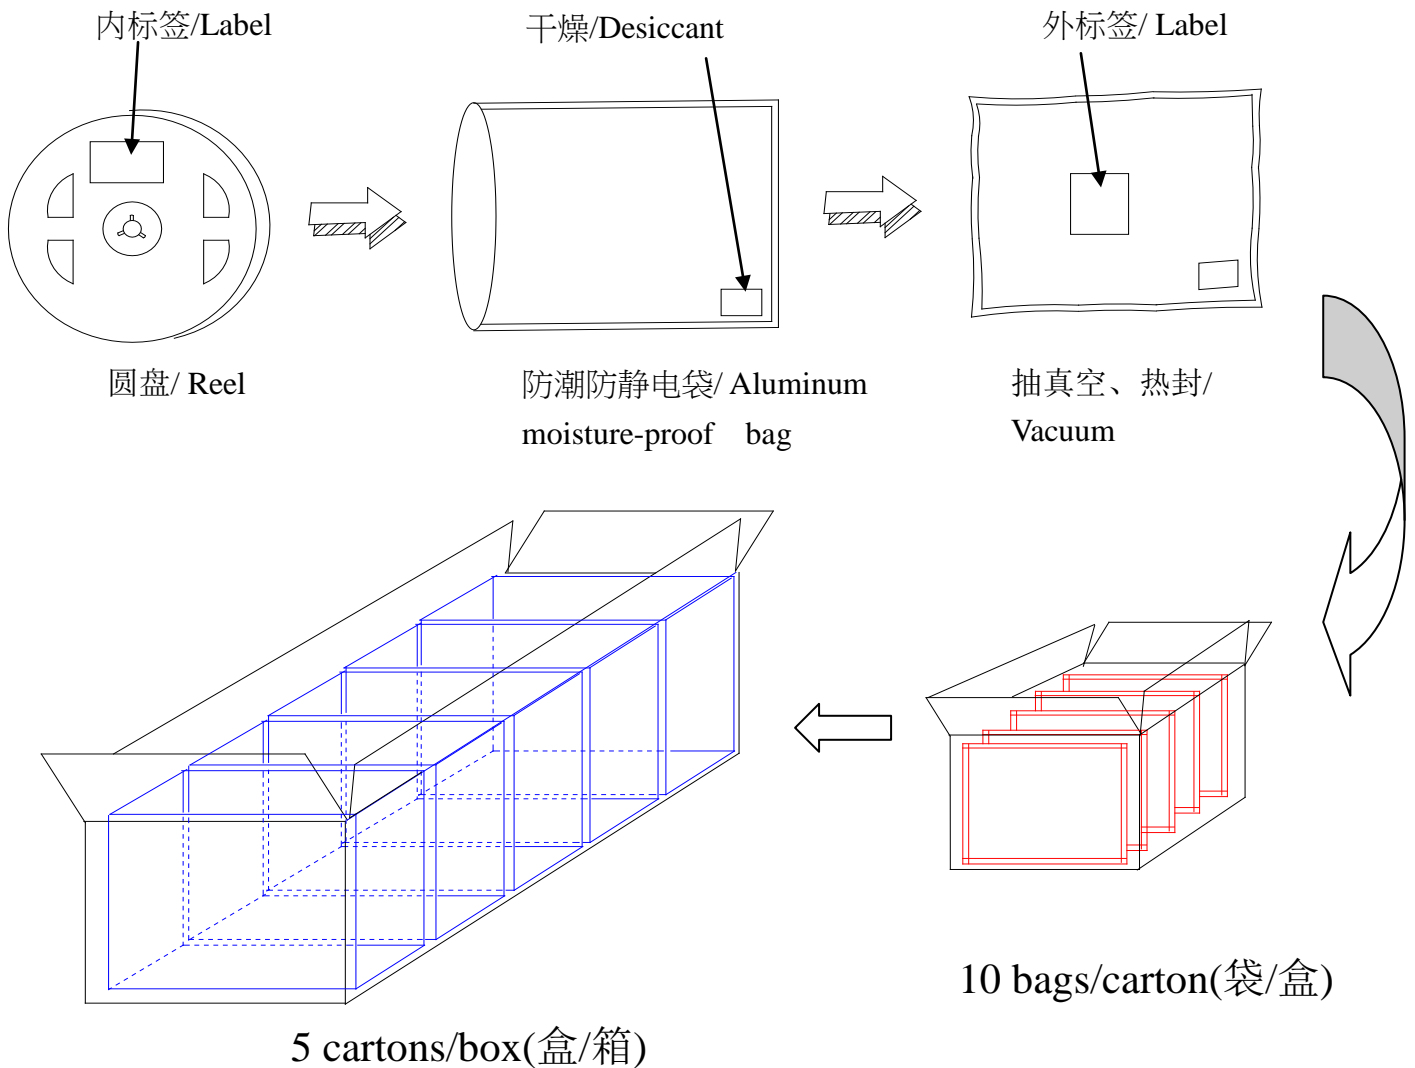 内标签/Label
干燥/Desiccant
外标签/ Label
圆盘/ Reel
防潮防静电袋/ Aluminum
moisture-proof bag
抽真空、热封/
Vacuum
10 bags/carton(袋/盒)
5 cartons/box(盒/箱)